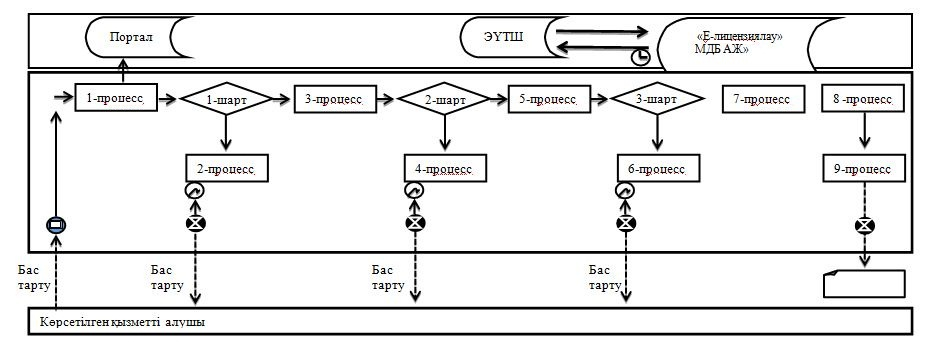 Портал
ЭҮТШ
«Е-лицензиялау»
МДБ АЖ»
1-процесс
1-шарт
3-процесс
2-шарт
5-процесс
3-шарт
7-процесс
8-процесс
2-процесс
4-процесс
6-процесс
9-процесс
Бас
тарту
Бас
тарту
Бас
тарту
Бас
тарту
Көрсетілген қызметті алушы